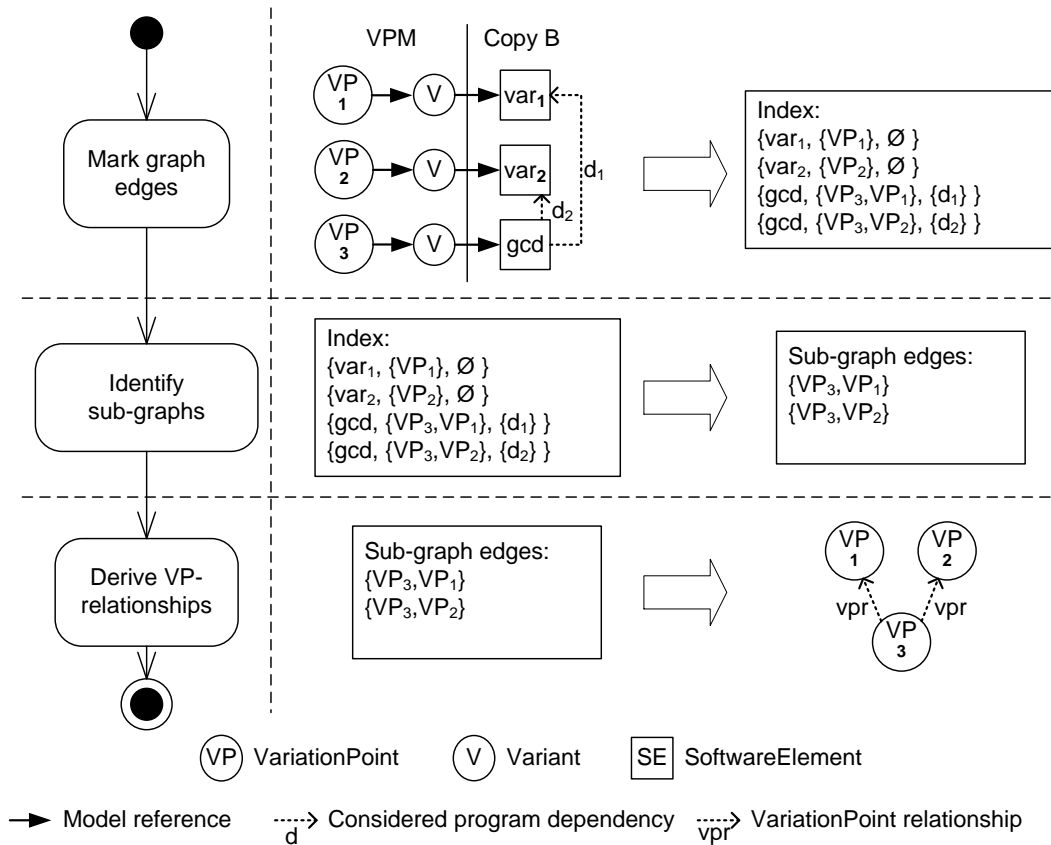 VPM
Copy B
VP
1
V
var₁
Mark graph
edges
VP
2
V
var₂
d₁
d₂
VP
3
V
gcd
Index:
{var₁, {VP₁}, Ø }
{var₂, {VP₂}, Ø }
{gcd, {VP₃,VP₁}, {d₁} }
{gcd, {VP₃,VP₂}, {d₂} }
Identify
sub-graphs
Index:
{var₁, {VP₁}, Ø }
{var₂, {VP₂}, Ø }
{gcd, {VP₃,VP₁}, {d₁} }
{gcd, {VP₃,VP₂}, {d₂} }
Sub-graph edges:
{VP₃,VP₁}
{VP₃,VP₂}
Derive VP-
relationships
Sub-graph edges:
{VP₃,VP₁}
{VP₃,VP₂}
VP
1
VP
2
vpr
vpr
VP
3
VP VariationPoint
V Variant
SE SoftwareElement
Model reference
d Considered program dependency
vpr VariationPoint relationship